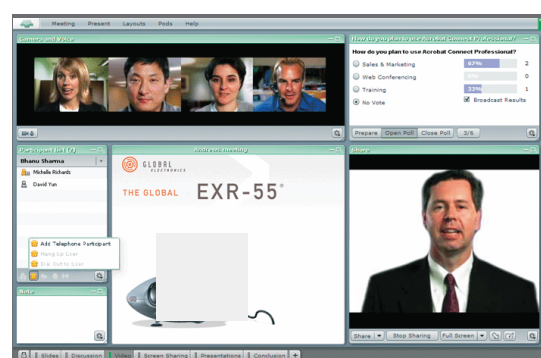 Meeting Present Layouts Pods Help
Camera and Voice
How do you plan to use Acrobat Connect Professional?
How do you plan to use Acrobat Connect Professional?
Sales & Marketing 67% 2
Web Conferencing 0% 0
Training 33% 1
No Vote
Broadcast Results
Prepare Open Poll Close Poll 3/6
Participant List (7)
Bhanu Sharma
Michelle Richards
David Yun
Add Telephone Participant
Hang Up User
Dial Out to User
Note
Andreas meeting
GLOBAL
ELECTRONICS
THE GLOBAL EXR-55
Share
Share Stop Sharing Full Screen
Slides Discussion Video Screen Sharing Presentations Conclusion +